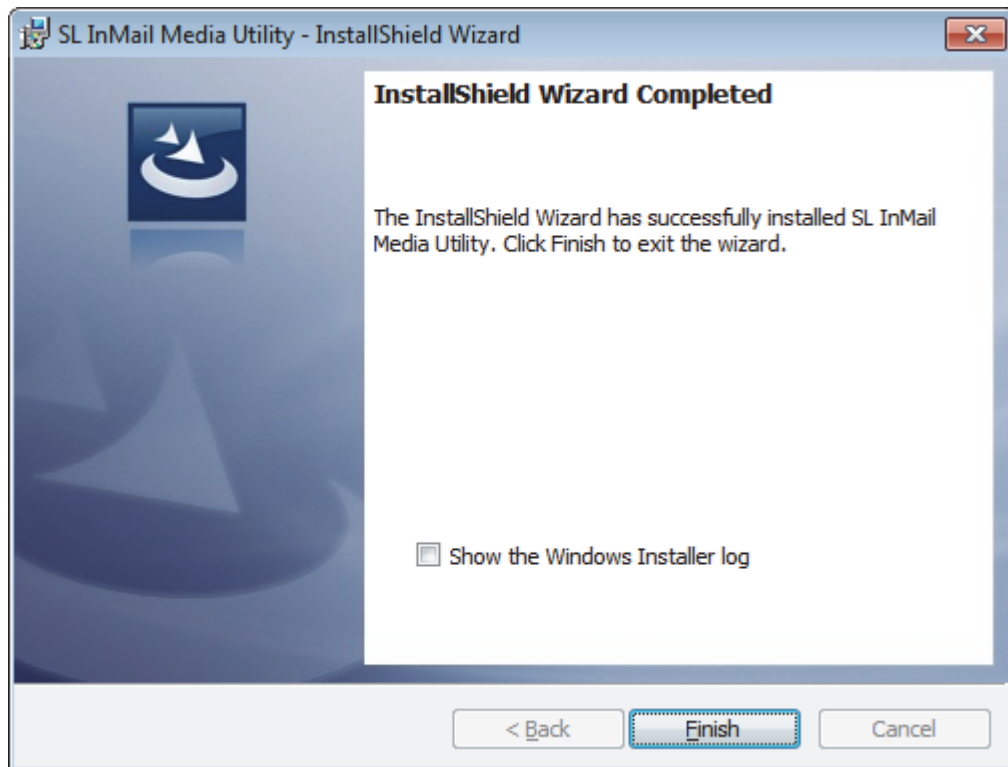 SL InMail Media Utility - InstallShield Wizard
InstallShield Wizard Completed
The InstallShield Wizard has successfully installed SL InMail
Media Utility. Click Finish to exit the wizard.
Show the Windows Installer log
< Back
Finish
Cancel